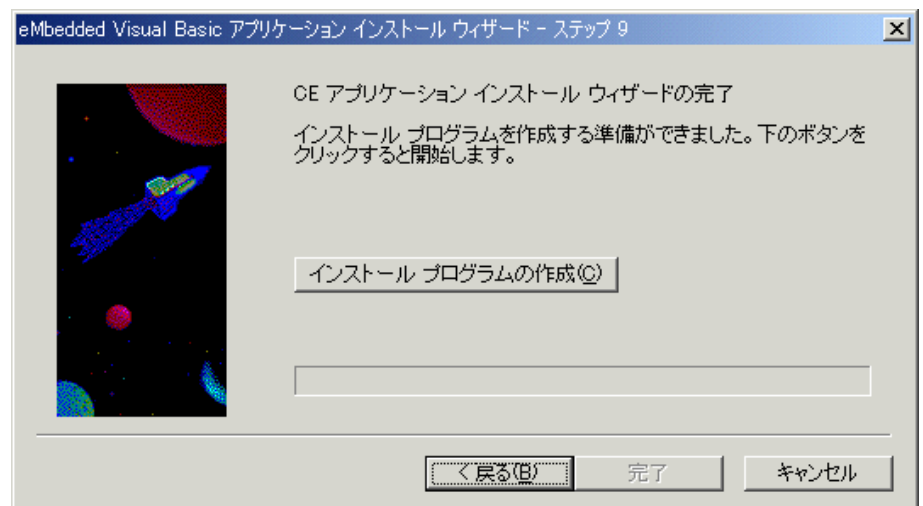 eMbedded Visual Basic アプリケーション インストール ウィザード - ステップ 9
CE アプリケーション インストール ウィザードの完了
インストール プログラムを作成する準備ができました。下のボタンを
クリックすると開始します。
インストール プログラムの作成(C)
< 戻る(B)
完了
キャンセル